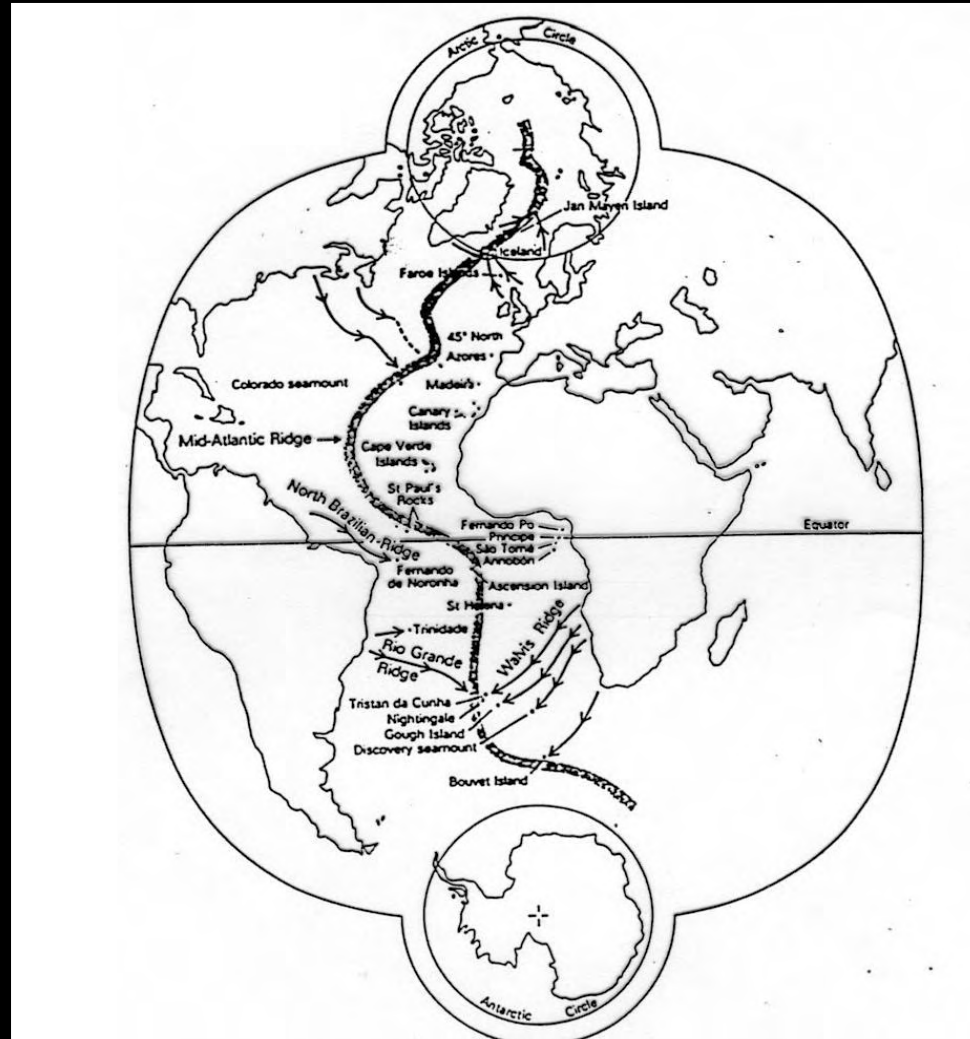 Arctic Circle
Jan Mayen Island
Iceland
Faroe Islands
45° North
Azores
Colorado seamount
Madeira
Canary
Islands
Mid-Atlantic Ridge
Cape Verde
Islands
St Paul's
Rocks
North Brazilian Ridge
Fernando Po
Principe
São Tomé
Annobón
Equator
Fernando
de Noronha
Ascension Island
St Helena
Trinidade
Walvis Ridge
Rio Grande
Ridge
Tristan da Cunha
Nightingale
Gough Island
Discovery seamount
Bouvet Island
Antarctic Circle